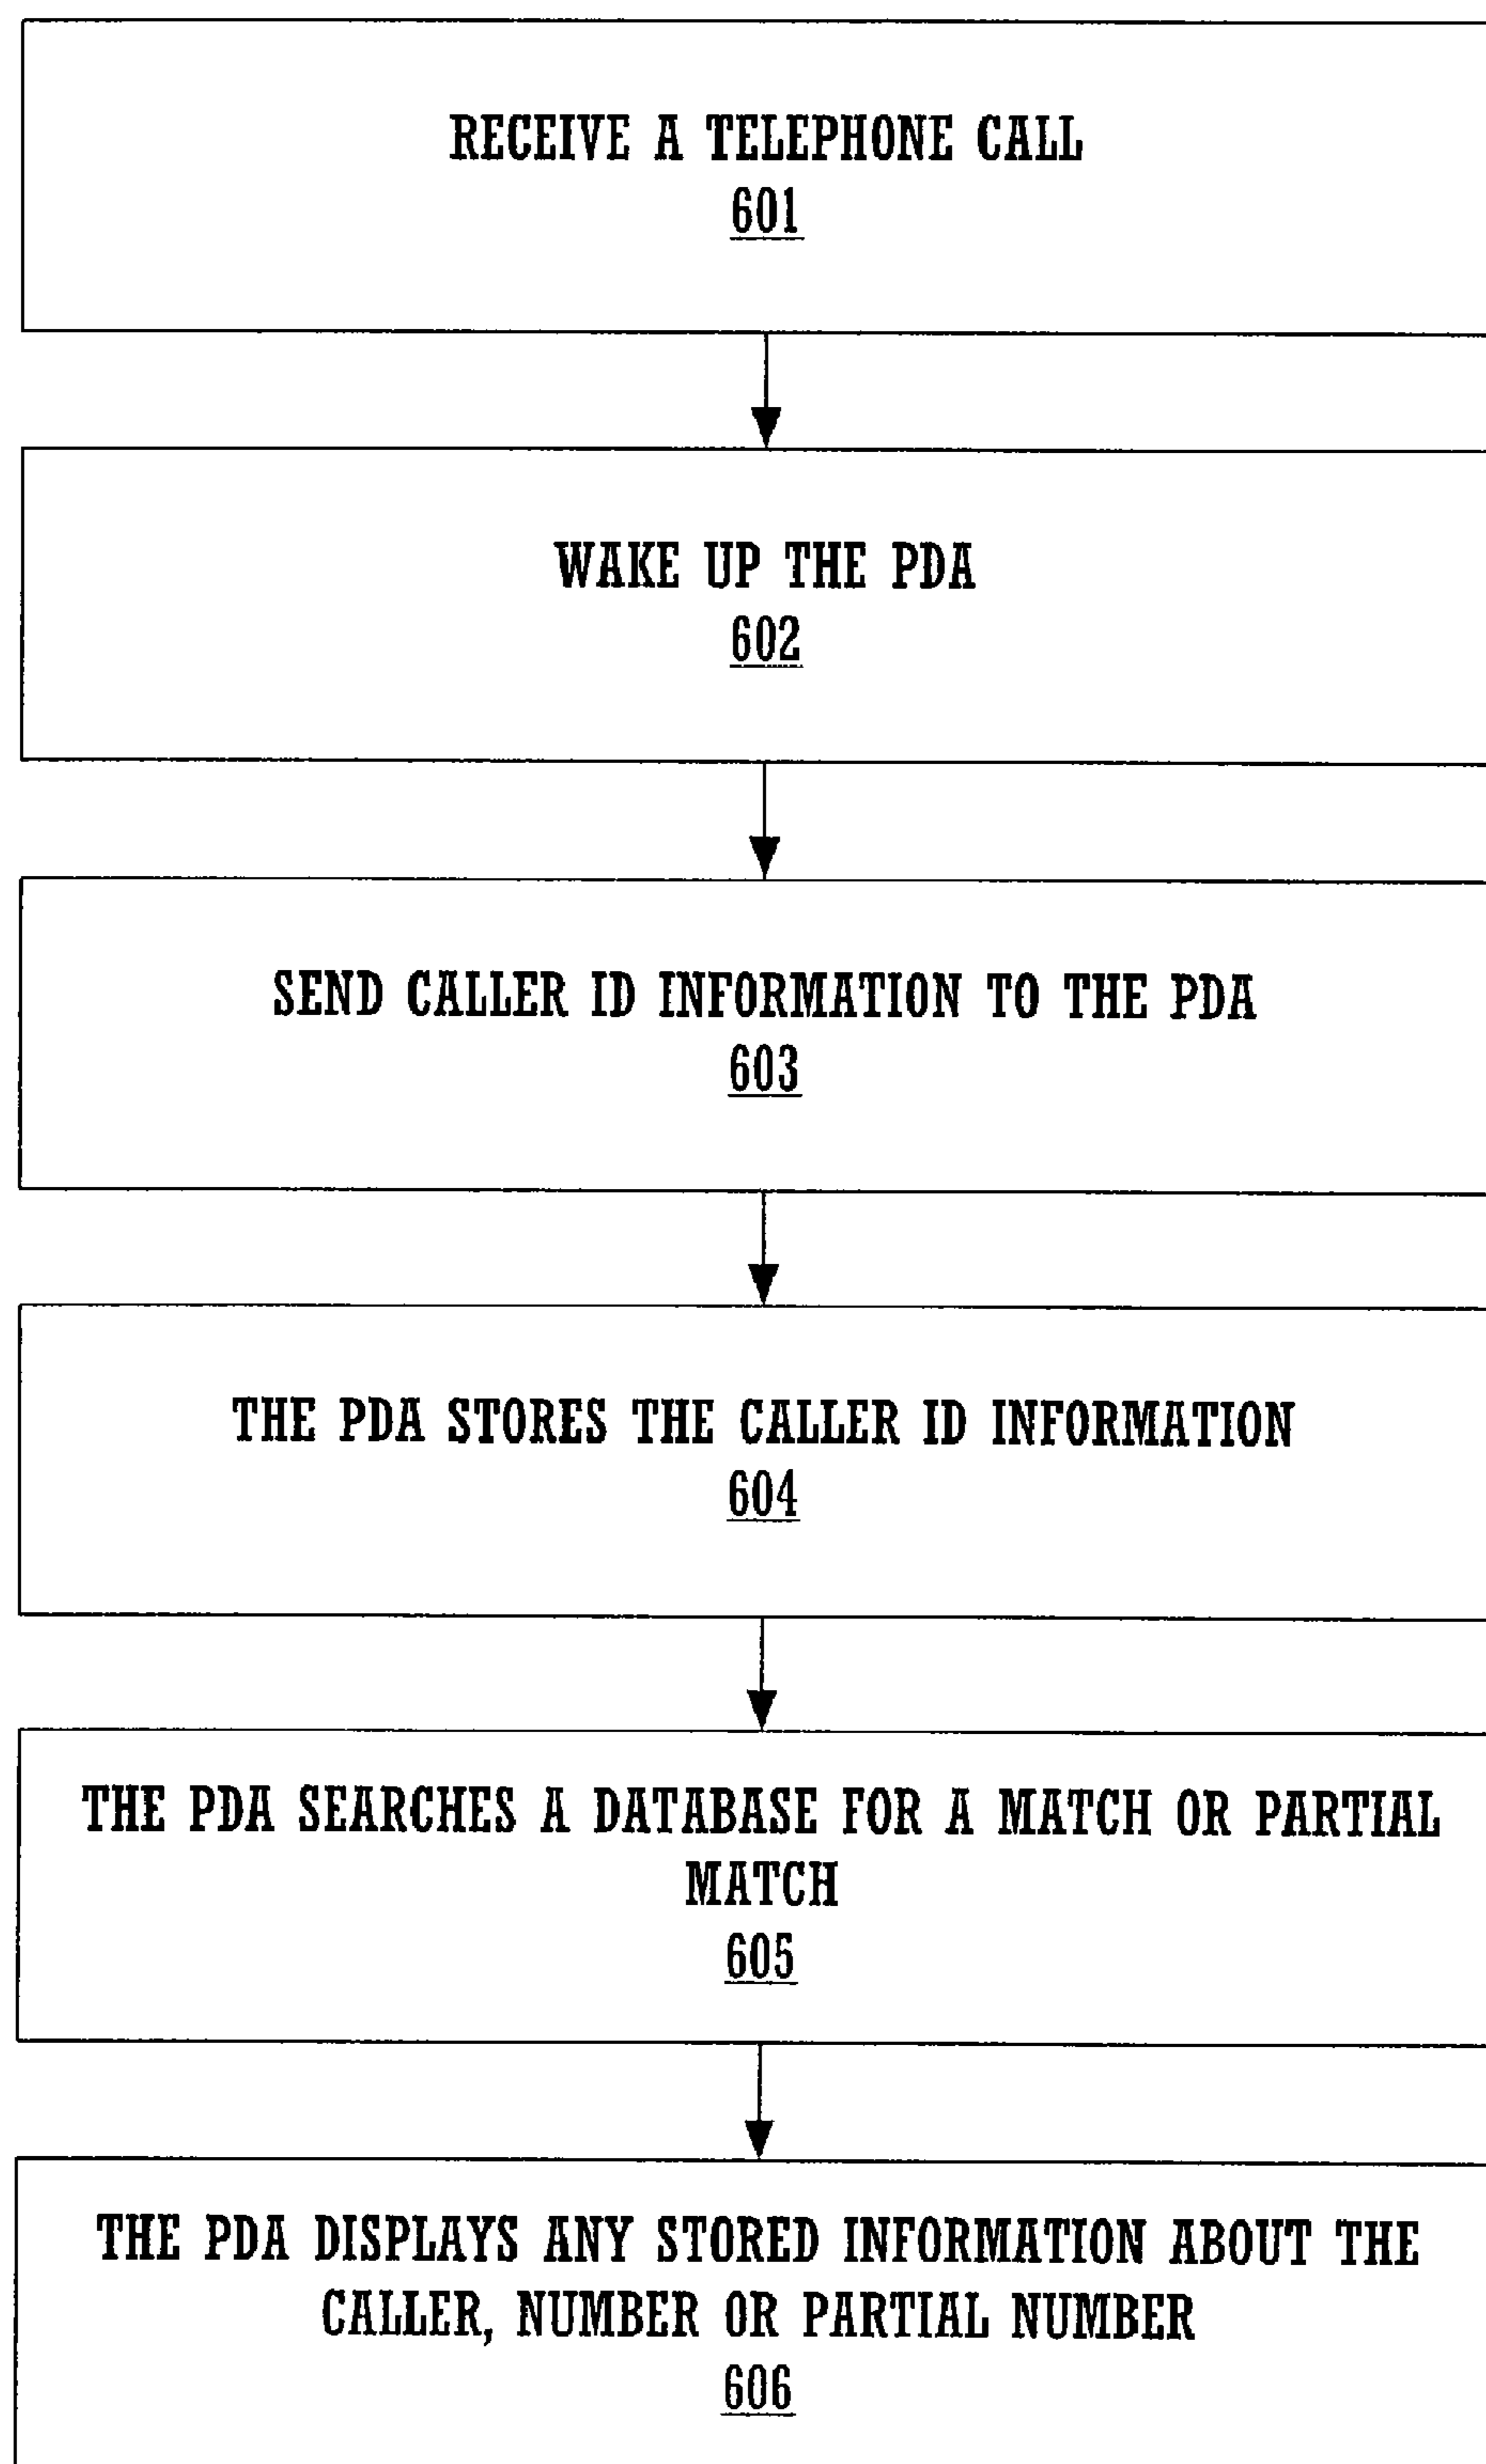 RECEIVE A TELEPHONE CALL
601
WAKE UP THE PDA
602
SEND CALLER ID INFORMATION TO THE PDA
603
THE PDA STORES THE CALLER ID INFORMATION
604
THE PDA SEARCHES A DATABASE FOR A MATCH OR PARTIAL
MATCH
605
THE PDA DISPLAYS ANY STORED INFORMATION ABOUT THE
CALLER, NUMBER OR PARTIAL NUMBER
606